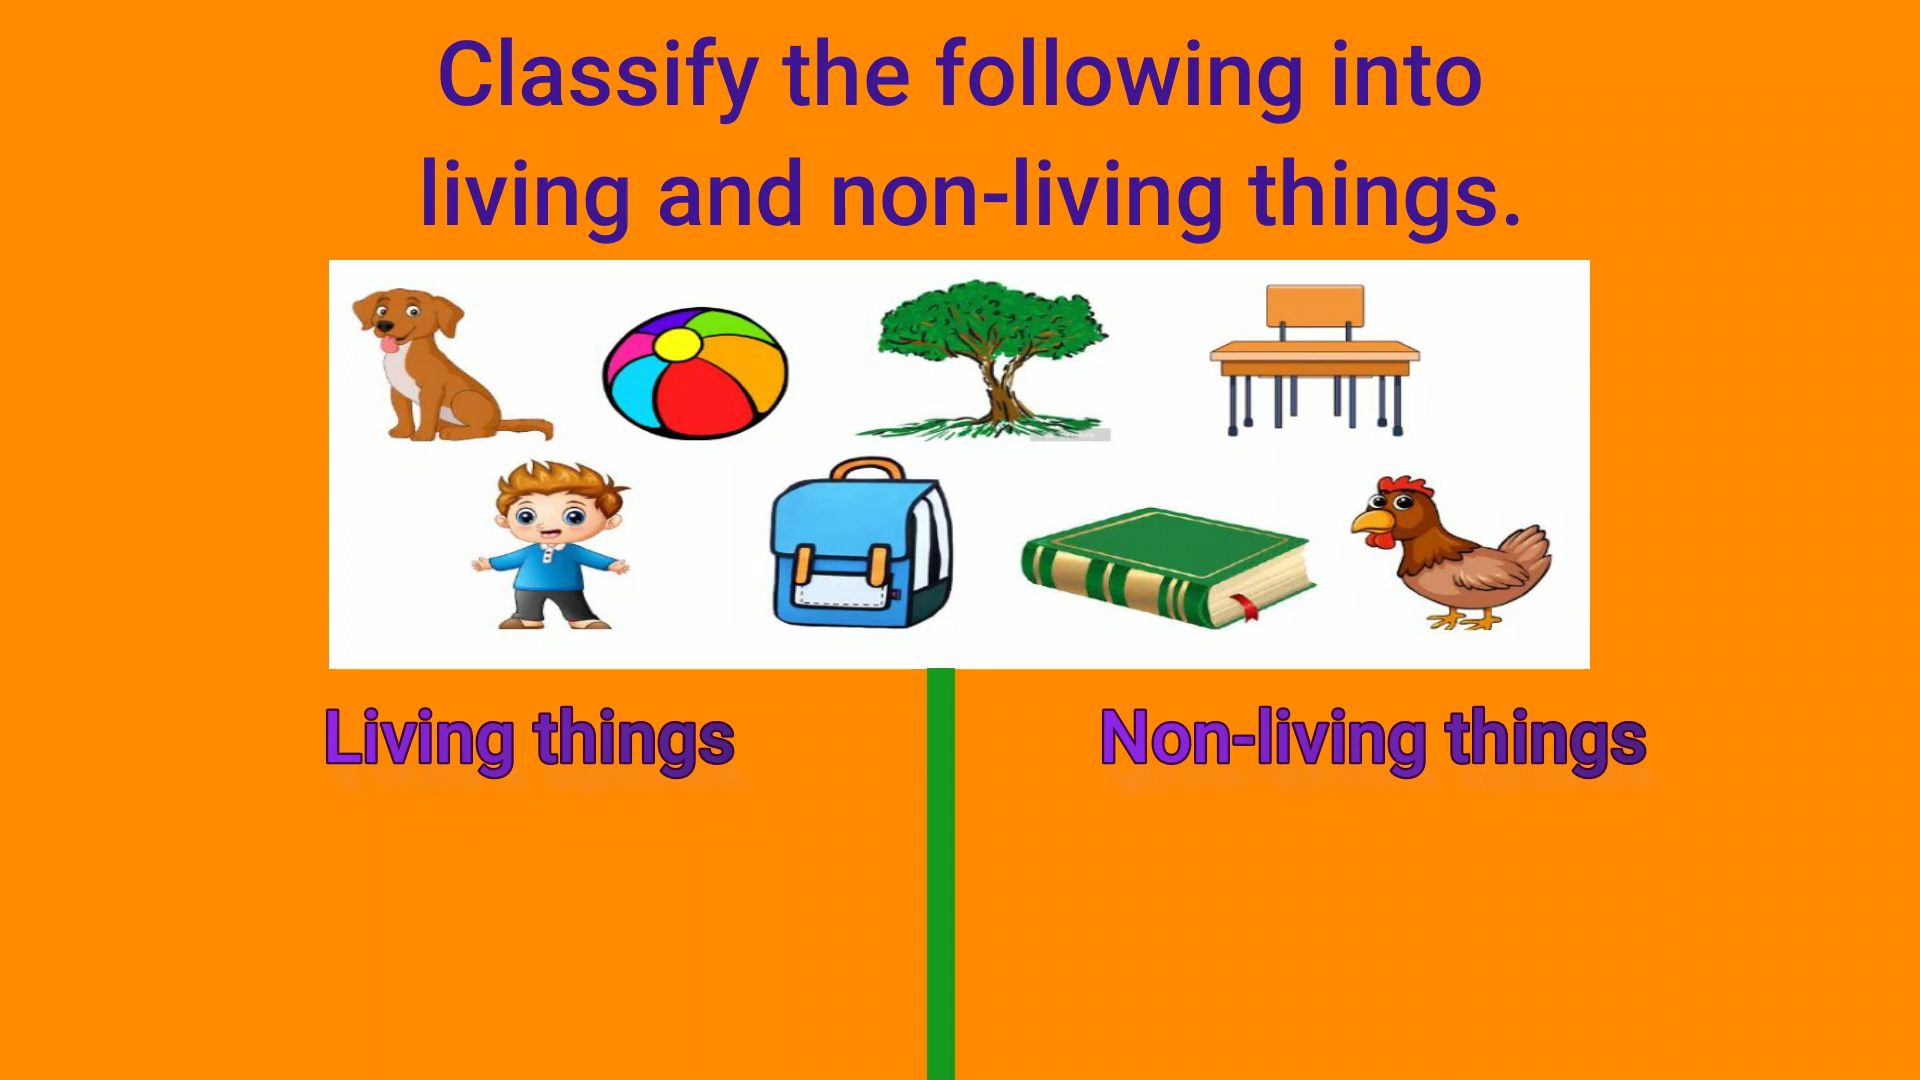 Classify the following into
living and non-living things.
Living things
Non-living things